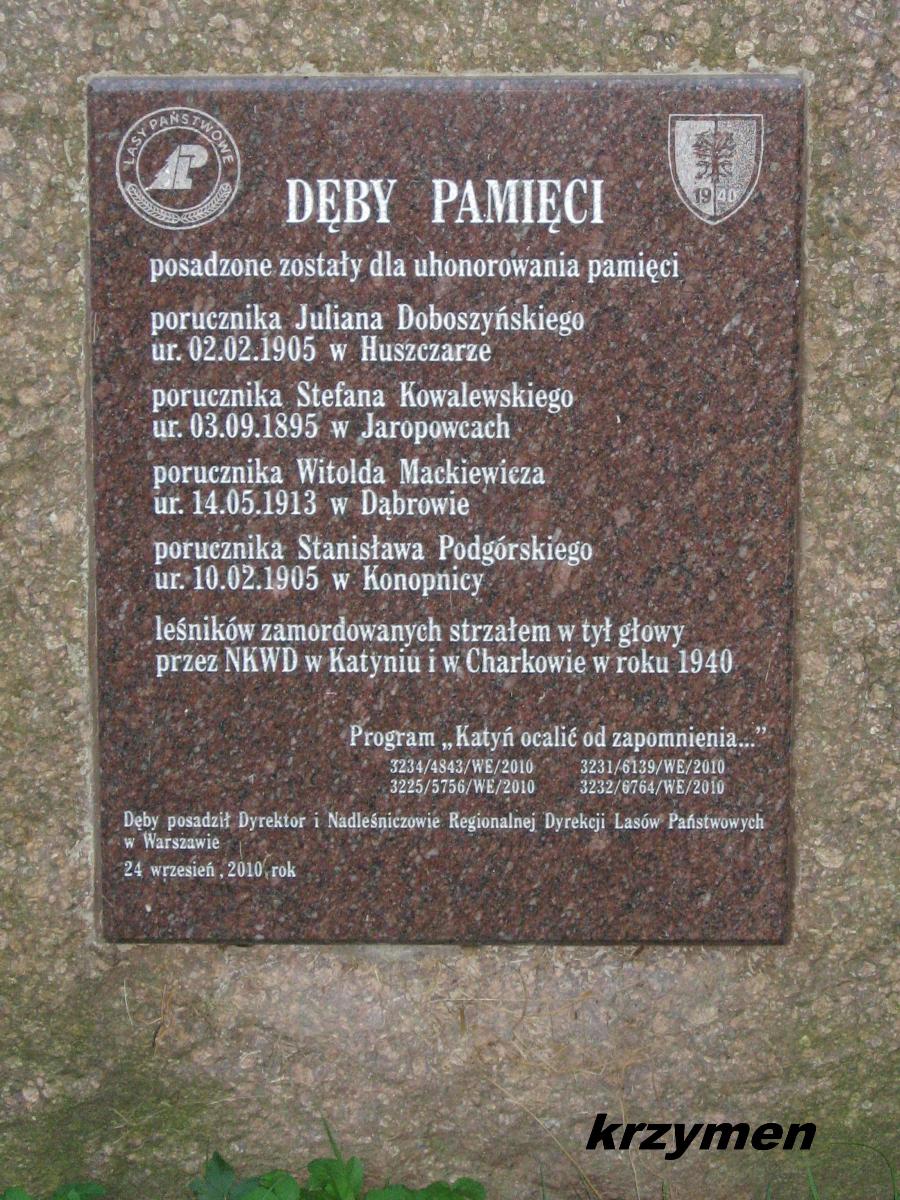 LASY PAŃSTWOWE
LP
1940
DĘBY PAMIĘCI
posadzone zostały dla uhonorowania pamięci
porucznika Juliana Doboszyńskiego
ur. 02.02.1905 w Huszczarze
porucznika Stefana Kowalewskiego
ur. 03.09.1895 w Jaropowcach
porucznika Witolda Mackiewicza
ur. 14.05.1913 w Dąbrowie
porucznika Stanisława Podgórskiego
ur. 10.02.1905 w Konopnicy
leśników zamordowanych strzałem w tył głowy
przez NKWD w Katyniu i w Charkowie w roku 1940
Program „Katyń ocalić od zapomnienia...”
3234/4843/WE/2010 3231/6139/WE/2010
3225/5756/WE/2010 3232/6764/WE/2010
Dęby posadził Dyrektor i Nadleśniczowie Regionalnej Dyrekcji Lasów Państwowych
w Warszawie
24 wrzesień , 2010 rok
krzymen